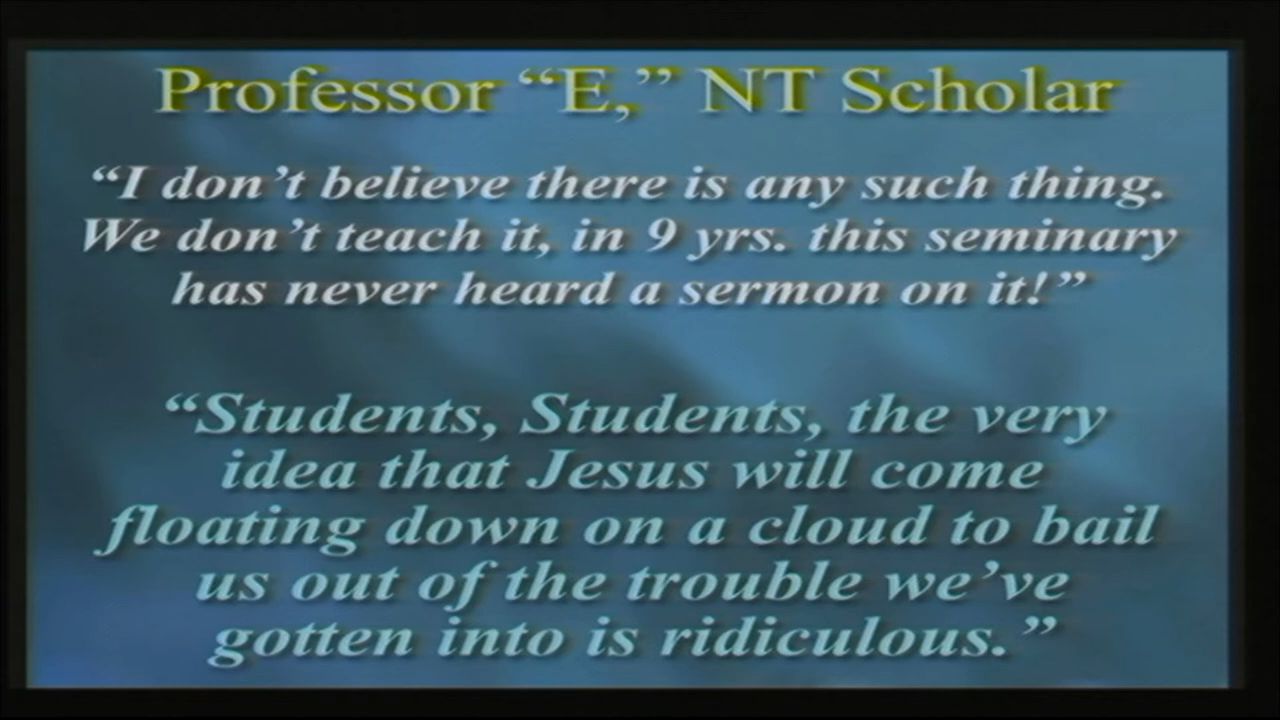 Professor “E,” NT Scholar
“I don’t believe there is any such thing.
We don’t teach it, in 9 yrs. this seminary
has never heard a sermon on it!”
“Students, Students, the very
idea that Jesus will come
floating down on a cloud to bail
us out of the trouble we’ve
gotten into is ridiculous.”